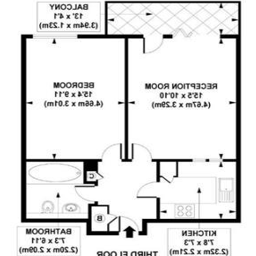 BALCONY
13' x 4'1
(3.94m x 1.23m)
BEDROOM
15'4 x 9'11
(4.66m x 3.01m)
RECEPTION ROOM
15'5 x 10'10
(4.67m x 3.29m)
B
BATHROOM
7'3 x 6'11
(2.20m x 2.09m)
KITCHEN
7'8 x 7'3
(2.32m x 2.21m)
THIRD FLOOR